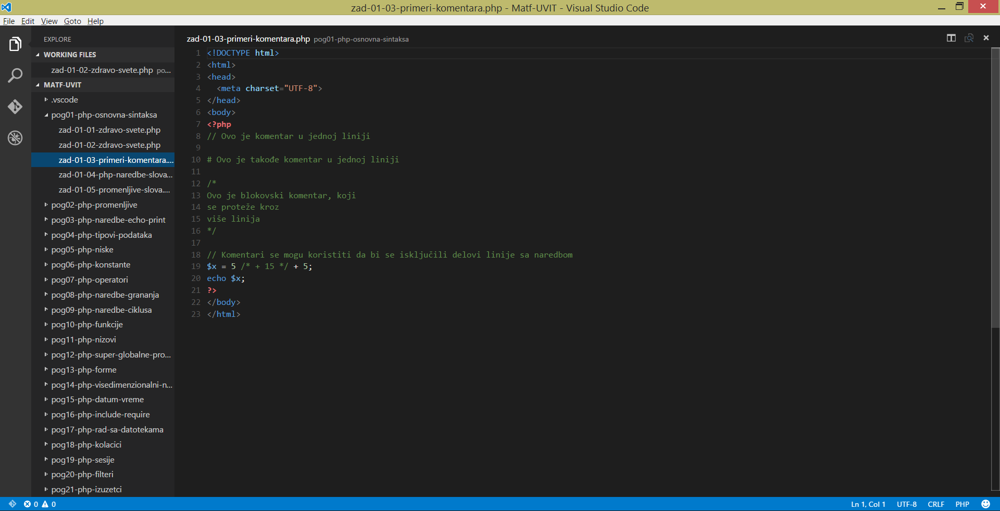 zad-01-03-primeri-komentara.php - Matf-UVIT - Visual Studio Code
File Edit View Goto Help
EXPLORE
WORKING FILES
zad-01-02-zdravo-svete.php po...
MATF-UVIT
.vscode
pog01-php-osnovna-sintaksa
zad-01-01-zdravo-svete.php
zad-01-02-zdravo-svete.php
zad-01-03-primeri-komentara....
zad-01-04-php-naredbe-slova...
zad-01-05-promenljive-slova....
pog02-php-promenljive
pog03-php-naredbe-echo-print
pog04-php-tipovi-podataka
pog05-php-niske
pog06-php-konstante
pog07-php-operatori
pog08-php-naredbe-grananja
pog09-php-naredbe-ciklusa
pog10-php-funkcije
pog11-php-nizovi
pog12-php-super-globalne-pro...
pog13-php-forme
pog14-php-visedimenzionalni-n...
pog15-php-datum-vreme
pog16-php-include-require
pog17-php-rad-sa-datotekama
pog18-php-kolacici
pog19-php-sesije
pog20-php-filteri
pog21-php-izuzetci
zad-01-03-primeri-komentara.php pog01-php-osnovna-sintaksa
1 <!DOCTYPE html>
2 <html>
3 <head>
4   <meta charset="UTF-8">
5 </head>
6 <body>
7 <?php
8 // Ovo je komentar u jednoj liniji
9
10 # Ovo je takođe komentar u jednoj liniji
11
12 /*
13 Ovo je blokovski komentar, koji
14 se proteže kroz
15 više linija
16 */
17
18 // Komentari se mogu koristiti da bi se isključili delovi linije sa naredbom
19 $x = 5 /* + 15 */ + 5;
20 echo $x;
21 ?>
22 </body>
23 </html>
0 0
Ln 1, Col 1 UTF-8 CRLF PHP